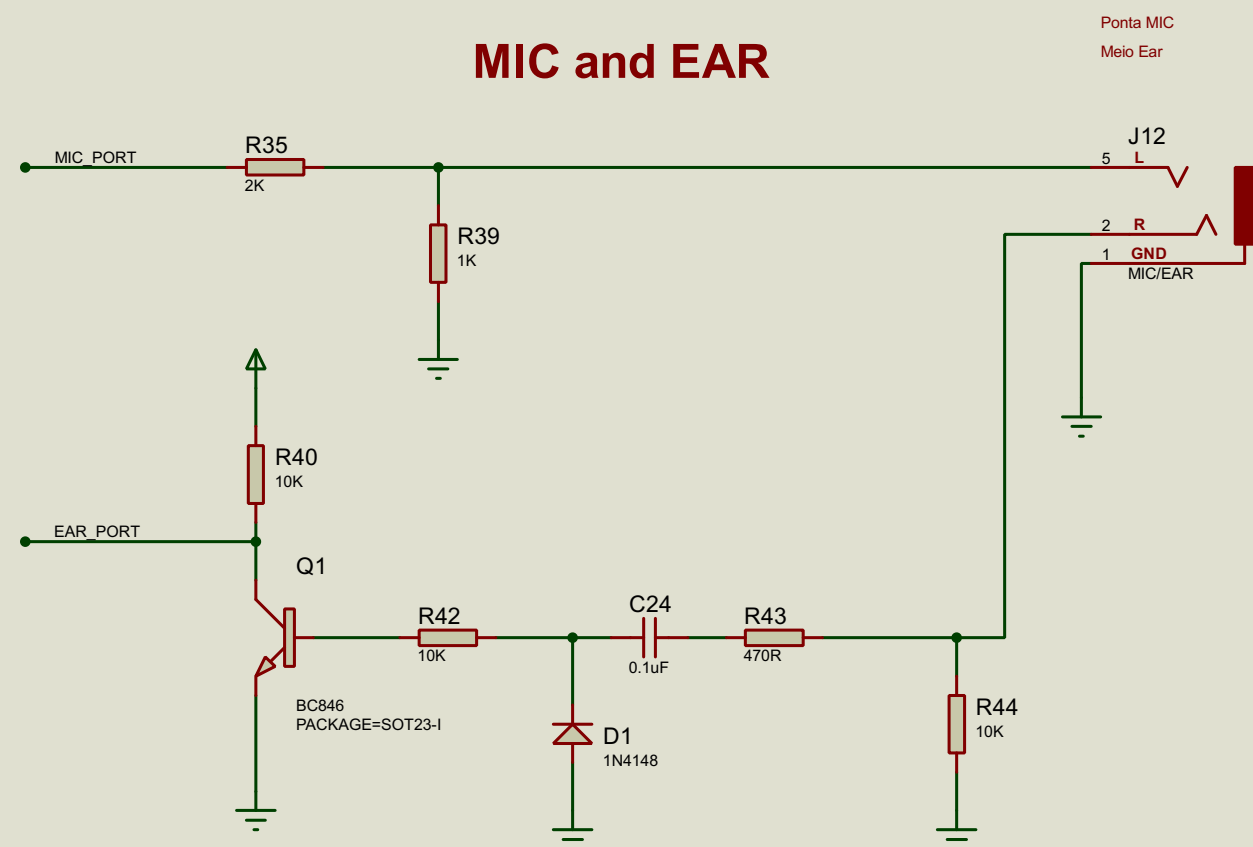 Ponta MIC
MIC and EAR
Meio Ear
J12
R35
MIC_PORT
5 L
2K
R39
2 R
1K
1 GND
MIC/EAR
R40
10K
EAR_PORT
Q1
C24
R42
R43
10K
470R
0.1uF
BC846
R44
PACKAGE=SOT23-I
10K
D1
1N4148